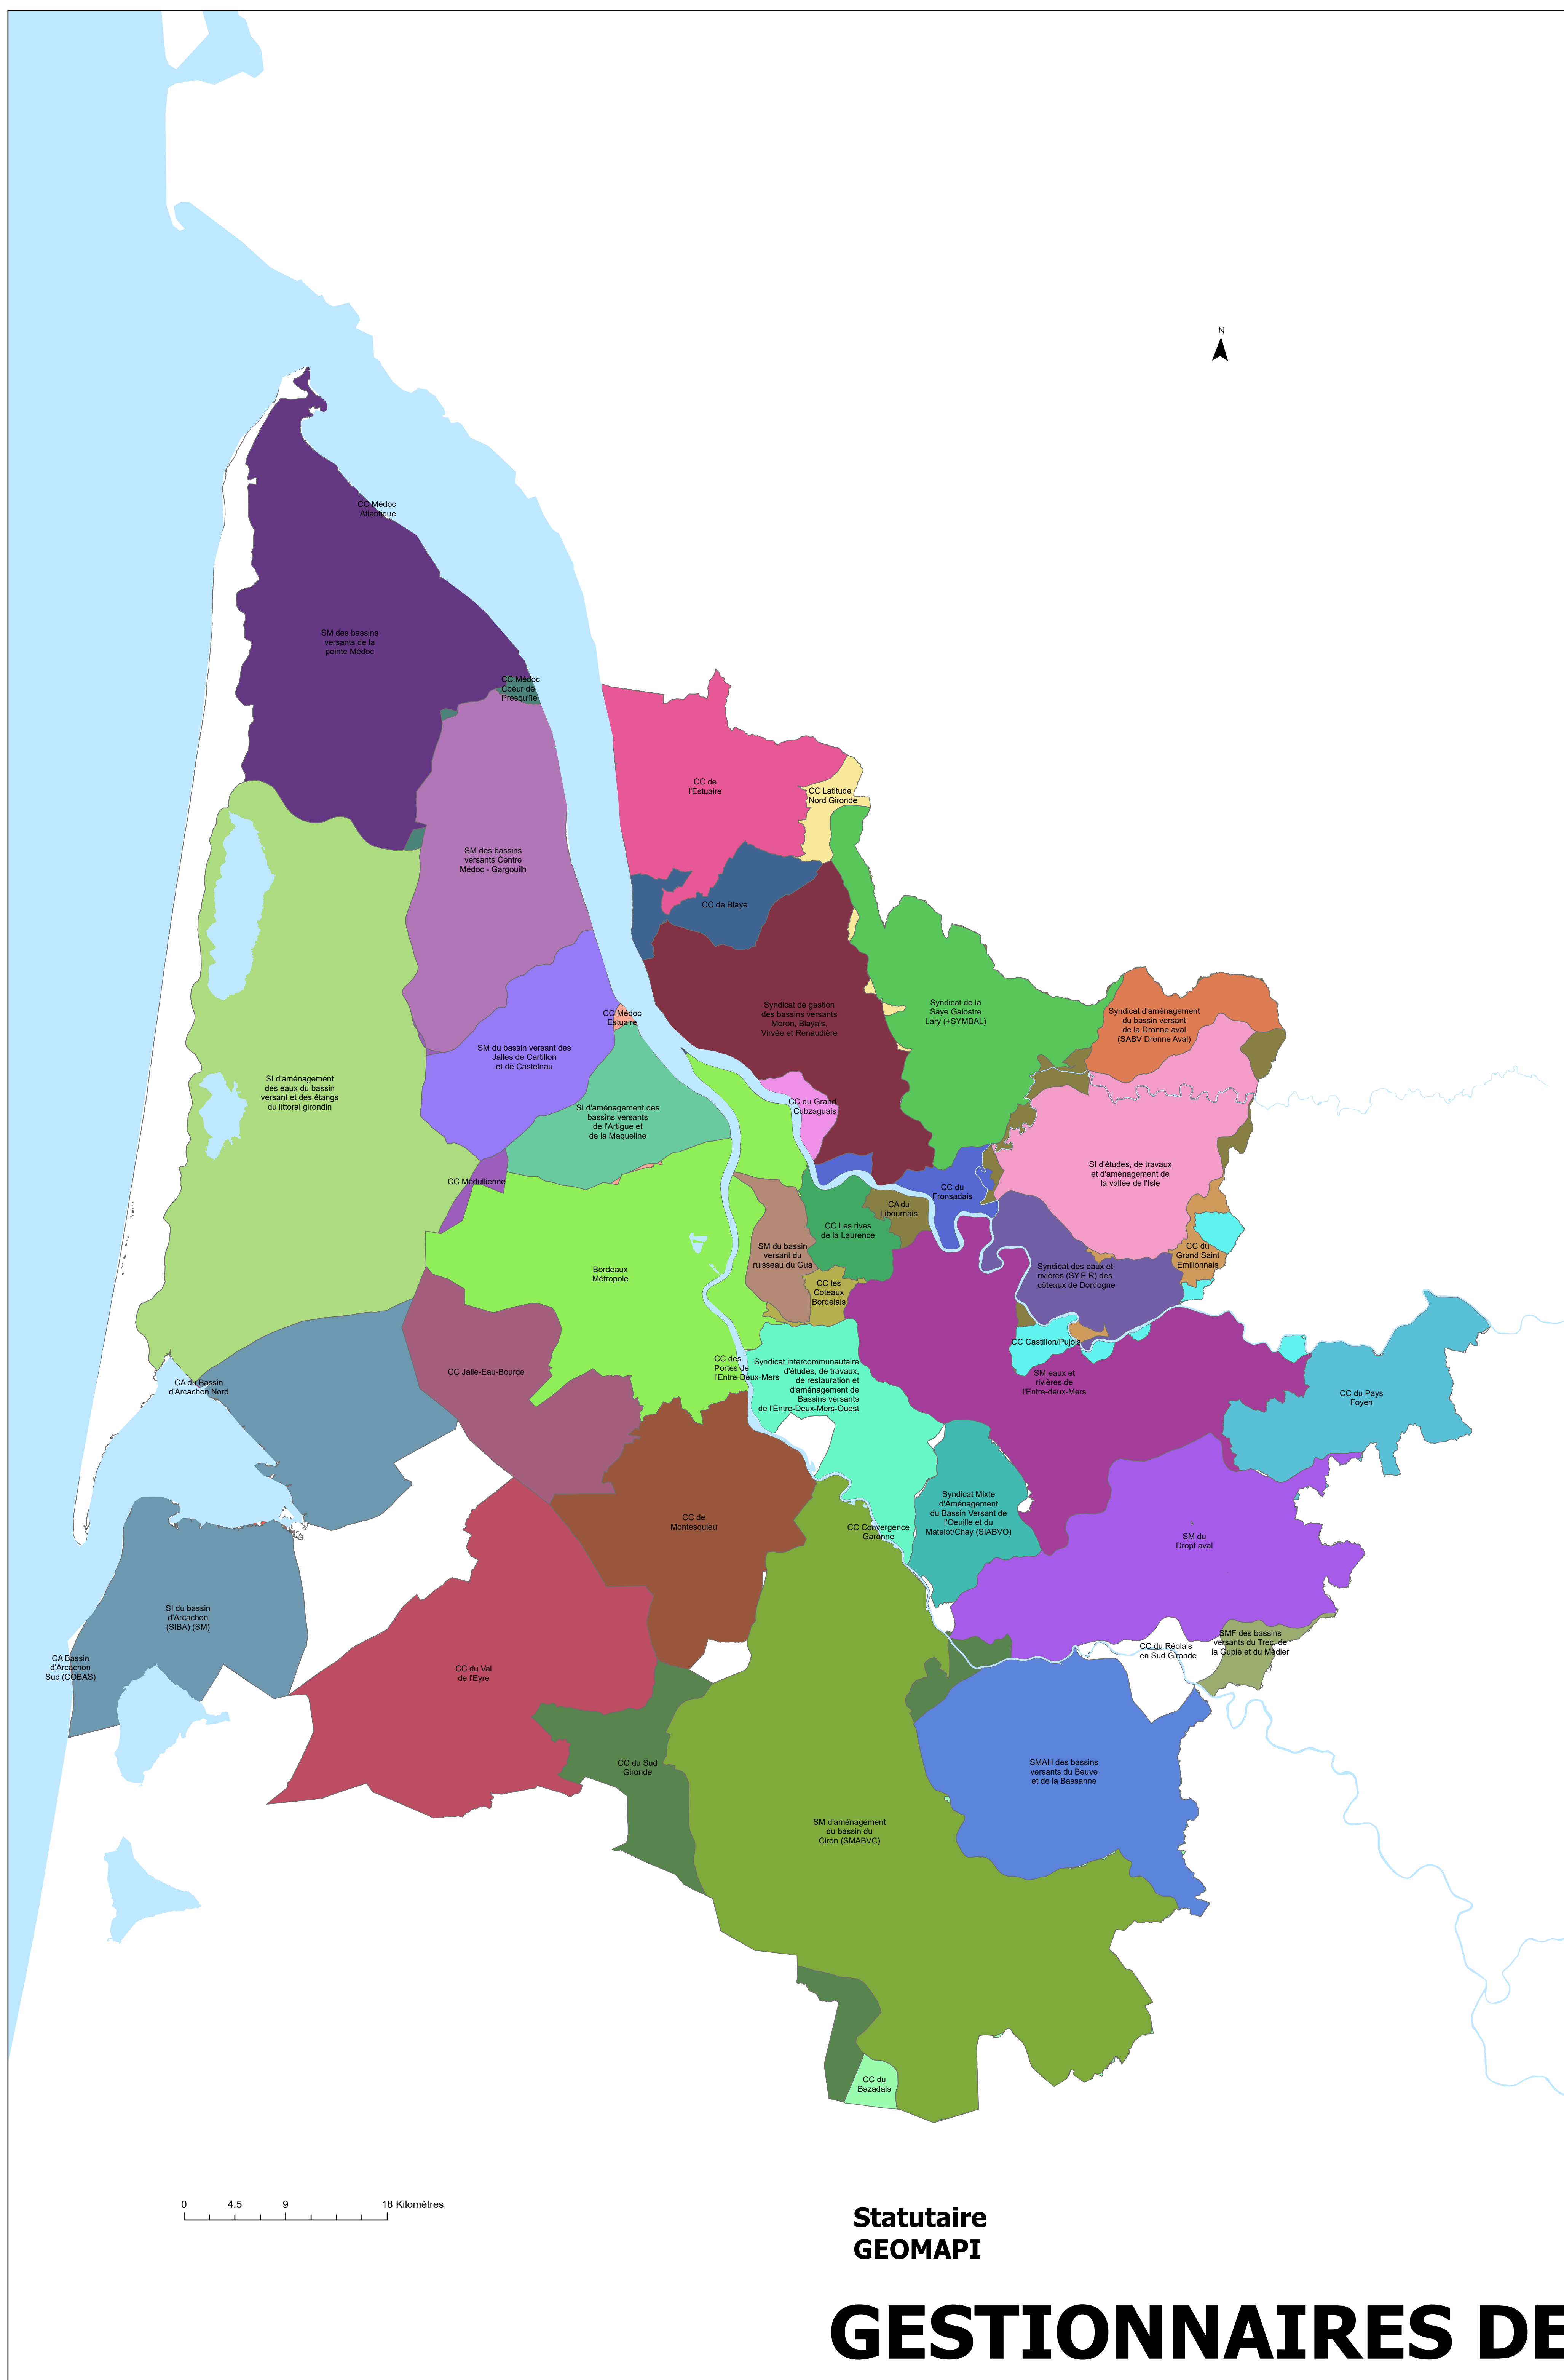 N
CC Médoc
Atlantique
SM des bassins
versants de la
pointe Médoc
CC Médoc
Coeur de
Presqu'île
CC de
l'Estuaire
CC Latitude
Nord Gironde
SM des bassins
versants Centre
Médoc - Gargouilh
CC de Blaye
Syndicat de gestion
des bassins versants
Moron, Blayais,
Virvée et Renaudière
Syndicat de la
Saye Galostre
Lary (+SYMBAL)
Syndicat d'aménagement
du bassin versant
de la Dronne aval
(SABV Dronne Aval)
CC Médoc
Estuaire
SM du bassin versant des
Jalles de Cartillon
et de Castelnau
SI d'aménagement
des eaux du bassin
versant et des étangs
du littoral girondin
SI d'aménagement des
bassins versants
de l'Artigue et
de la Maqueline
CC du Grand
Cubzaguais
SI d'études, de travaux
et d'aménagement de
la vallée de l'Isle
CC Médullienne
CC du
Fronsadais
CA du
Libournais
CC Les rives
de la Laurence
SM du bassin
versant du
ruisseau du Gua
CC du
Grand Saint
Emilionnais
Bordeaux
Métropole
Syndicat des eaux et
rivières (SY.E.R) des
côteaux de Dordogne
CC les
Coteaux
Bordelais
CC Castillon/Pujols
CC Jalle-Eau-Bourde
CC des
Portes de
l'Entre-Deux-Mers
Syndicat intercommunautaire
d'études, de travaux,
de restauration et
d'aménagement de
Bassins versants
de l'Entre-Deux-Mers-Ouest
SM eaux et
rivières de
l'Entre-deux-Mers
CA du Bassin
d'Arcachon Nord
CC du Pays
Foyen
CC de
Montesquieu
CC Convergence
Garonne
Syndicat Mixte
d'Aménagement
du Bassin Versant de
l'Oeuille et du
Matelot/Chay (SIABVO)
SM du
Dropt aval
SI du bassin
d'Arcachon
(SIBA) (SM)
CA Bassin
d'Arcachon
Sud (COBAS)
CC du Val
de l'Eyre
CC du Réolais
en Sud Gironde
SMF des bassins
versants du Trec, de
la Gupie et du Médier
CC du Sud
Gironde
SMAH des bassins
versants du Beuve
et de la Bassanne
SM d'aménagement
du bassin du
Ciron (SMABVC)
CC du
Bazadais
0 4.5 9 18 Kilomètres
Statutaire
GEOMAPI
GESTIONNAIRES DE